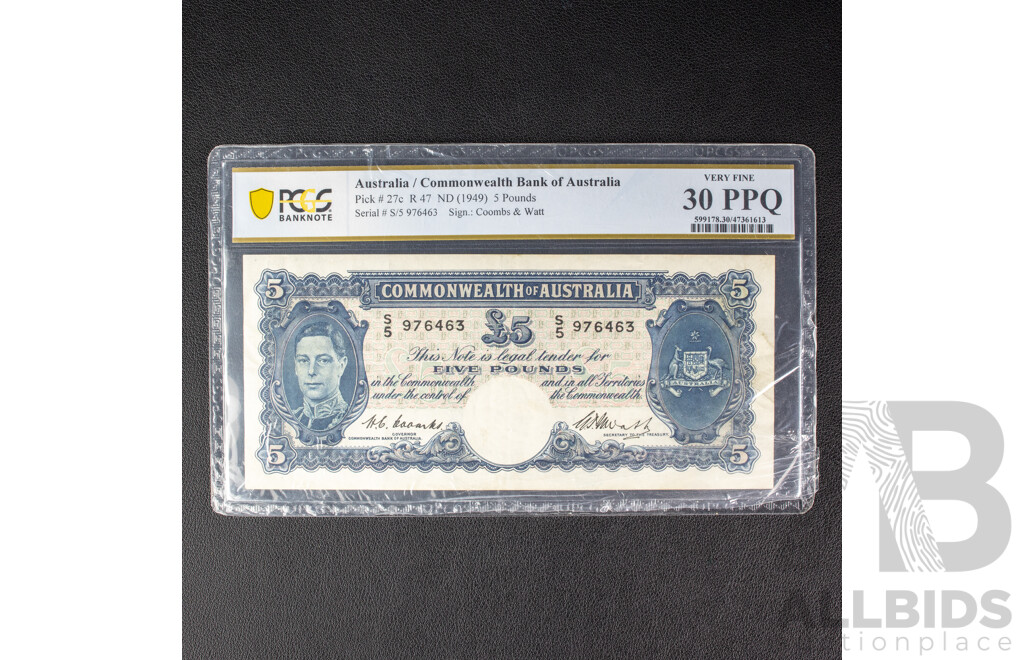 PCGS
BANKNOTE
Australia / Commonwealth Bank of Australia
Pick # 27c R 47 ND (1949) 5 Pounds
Serial # S/5 976463 Sign.: Coombs & Watt
VERY FINE
30 PPQ
599178.30/47361613
5 COMMONWEALTH OF AUSTRALIA 5
S/5 976463 £5 S/5 976463
This Note is legal tender for
FIVE POUNDS
in the Commonwealth and in all Territories
under the control of the Commonwealth
H.C. Coombs
GOVERNOR
COMMONWEALTH BANK OF AUSTRALIA
SECRETARY TO THE TREASURY
AUSTRALIA
5 5
AB
ALLBIDS
auctionplace